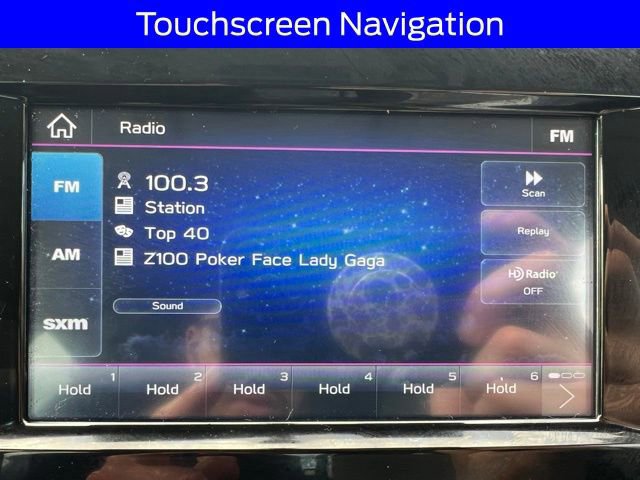 Touchscreen Navigation
Radio
FM
FM
AM
sxm
100.3
Station
Top 40
Z100 Poker Face Lady Gaga
Sound
Scan
Replay
HD Radio
OFF
1 2 3 4 5 6
Hold Hold Hold Hold Hold Hold